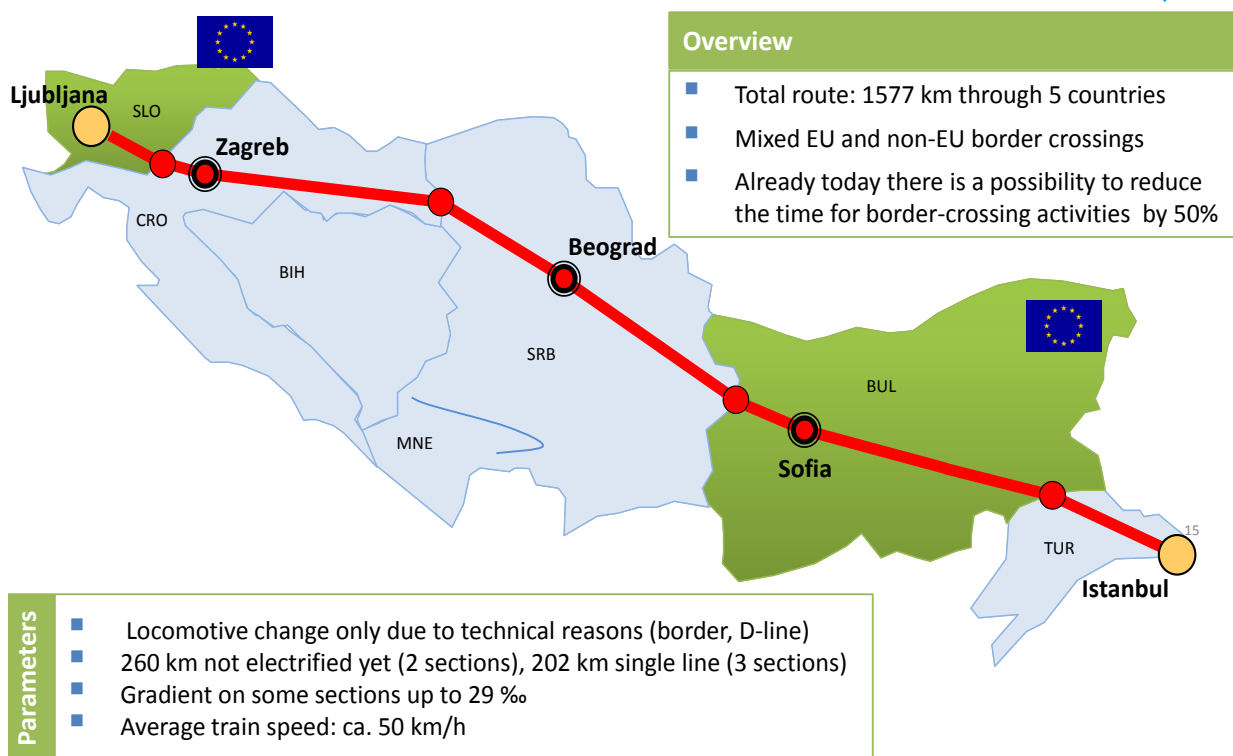 Overview
Total route: 1577 km through 5 countries
Mixed EU and non-EU border crossings
Already today there is a possibility to reduce
the time for border-crossing activities by 50%
Ljubljana
SLO
Zagreb
CRO
BIH
Beograd
SRB
MNE
BUL
Sofia
TUR
15
Istanbul
Parameters
Locomotive change only due to technical reasons (border, D-line)
260 km not electrified yet (2 sections), 202 km single line (3 sections)
Gradient on some sections up to 29 ‰
Average train speed: ca. 50 km/h